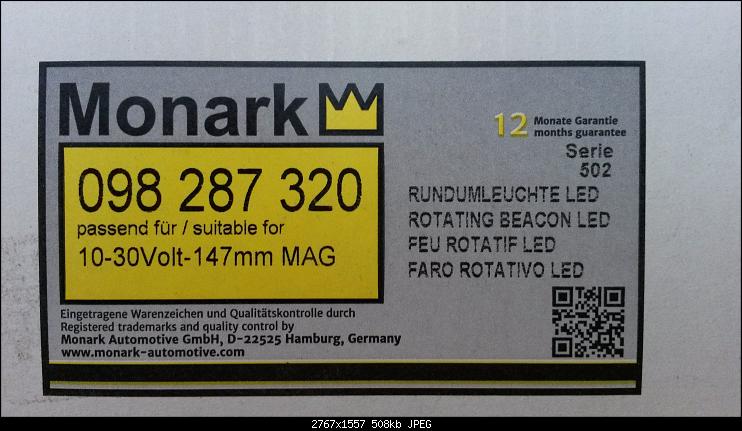 Monark
12 Monate Garantie
months guarantee
Serie
502
098 287 320
passend für / suitable for
10-30Volt-147mm MAG
RUNDUMLEUCHTE LED
ROTATING BEACON LED
FEU ROTATIF LED
FARO ROTATIVO LED
Eingetragene Warenzeichen und Qualitätskontrolle durch
Registered trademarks and quality control by
Monark Automotive GmbH, D-22525 Hamburg, Germany
www.monark-automotive.com
2767x1557 508kb JPEG